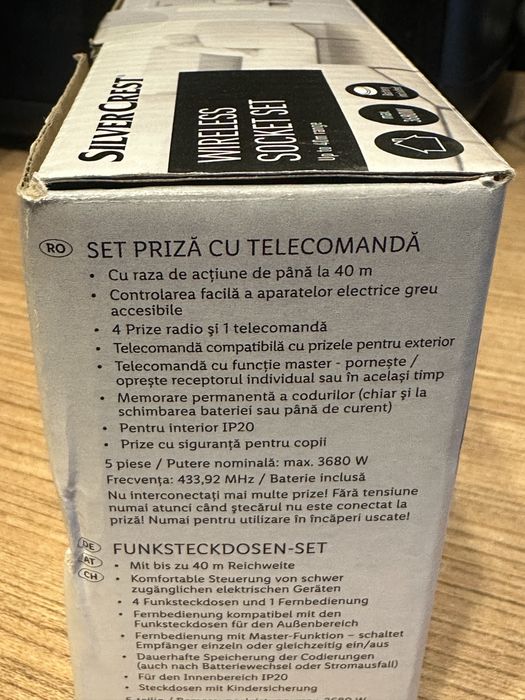 SILVERCREST®
WIRELESS
SOCKET SET
Up to 40m range
max.
3680W
RO SET PRIZĂ CU TELECOMANDĂ
• Cu raza de acțiune de până la 40 m
• Controlarea facilă a aparatelor electrice greu
accesibile
• 4 Prize radio și 1 telecomandă
• Telecomandă compatibilă cu prizele pentru exterior
• Telecomandă cu funcție master - pornește /
oprește receptorul individual sau în același timp
• Memorare permanentă a codurilor (chiar și la
schimbarea bateriei sau până de curent)
• Pentru interior IP20
• Prize cu siguranță pentru copii
5 piese / Putere nominală: max. 3680 W
Frecvența: 433,92 MHz / Baterie inclusă
Nu interconectați mai multe prize! Fără tensiune
numai atunci când ștecărul nu este conectat la
priză! Numai pentru utilizare în încăperi uscate!
DE AT CH FUNKSTECKDOSEN-SET
• Mit bis zu 40 m Reichweite
• Komfortable Steuerung von schwer
zugänglichen elektrischen Geräten
• 4 Funksteckdosen und 1 Fernbedienung
• Fernbedienung kompatibel mit den
Funksteckdosen für den Außenbereich
• Fernbedienung mit Master-Funktion – schaltet
Empfänger einzeln oder gleichzeitig ein/aus
• Dauerhafte Speicherung der Codierungen
(auch nach Batteriewechsel oder Stromausfall)
• Für den Innenbereich IP20
• Steckdosen mit Kindersicherung